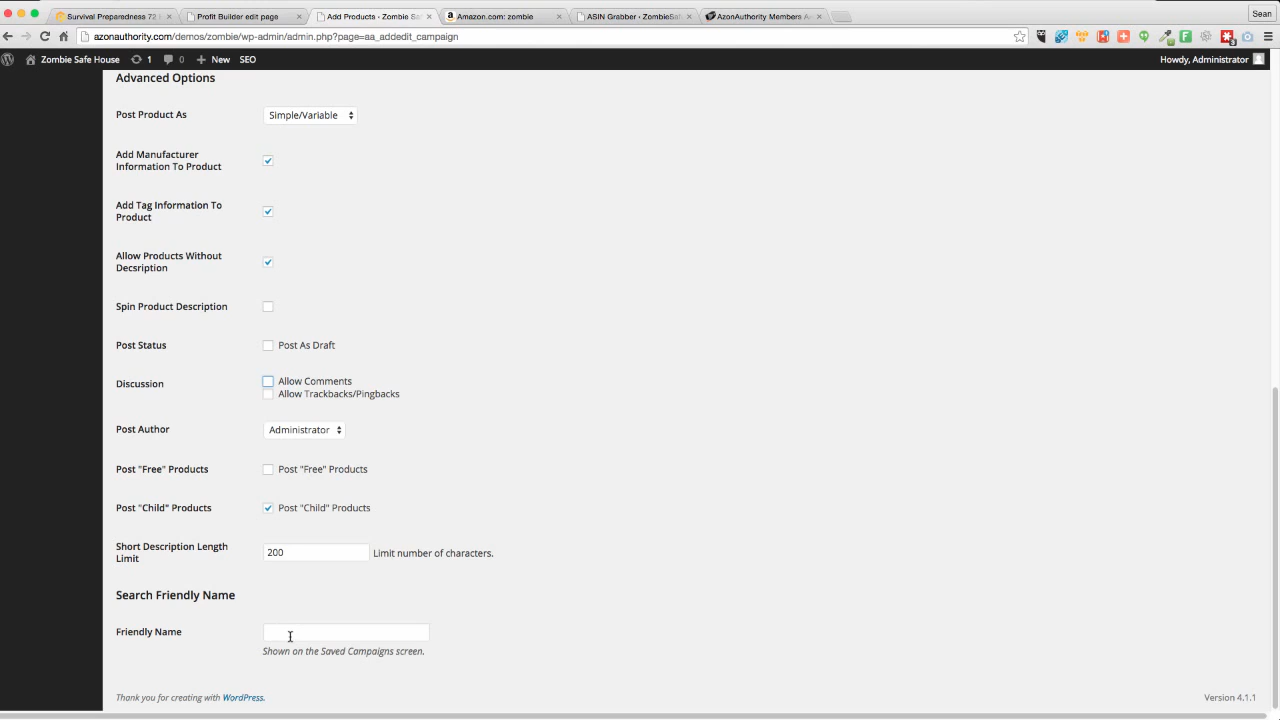 Survival Preparedness 72 H
Profit Builder edit page
Add Products ‹ Zombie Saf
Amazon.com: zombie
ASIN Grabber ‹ ZombieSaf
AzonAuthority Members A
Sean
azonauthority.com/demos/zombie/wp-admin/admin.php?page=aa_addedit_campaign
Zombie Safe House 1 0 New SEO
Howdy, Administrator
Advanced Options
Post Product As Simple/Variable
Add Manufacturer
Information To Product
Add Tag Information To
Product
Allow Products Without
Decsription
Spin Product Description
Post Status Post As Draft
Discussion Allow Comments
Allow Trackbacks/Pingbacks
Post Author Administrator
Post "Free" Products Post "Free" Products
Post "Child" Products Post "Child" Products
Short Description Length
Limit
200 Limit number of characters.
Search Friendly Name
Friendly Name
Shown on the Saved Campaigns screen.
Thank you for creating with WordPress.
Version 4.1.1